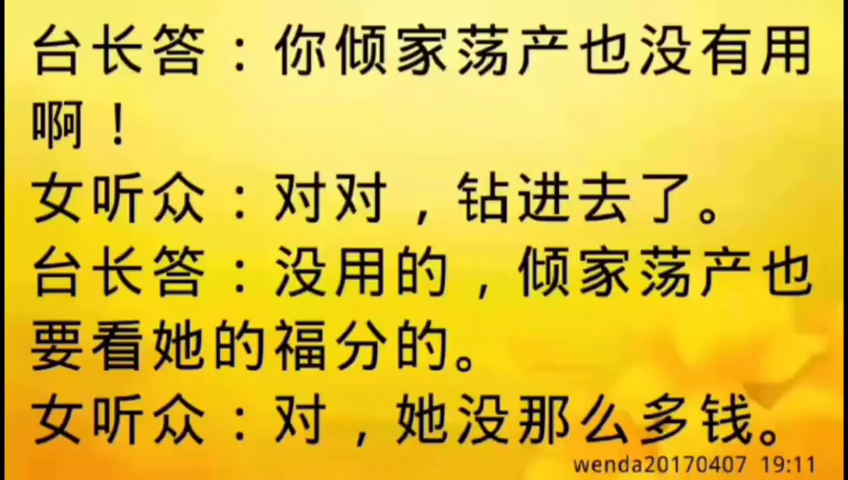 台长答：你倾家荡产也没有用
啊！
女听众：对对，钻进去了。
台长答：没用的，倾家荡产也
要看她的福分的。
女听众：对，她没那么多钱。
wenda20170407 19:11